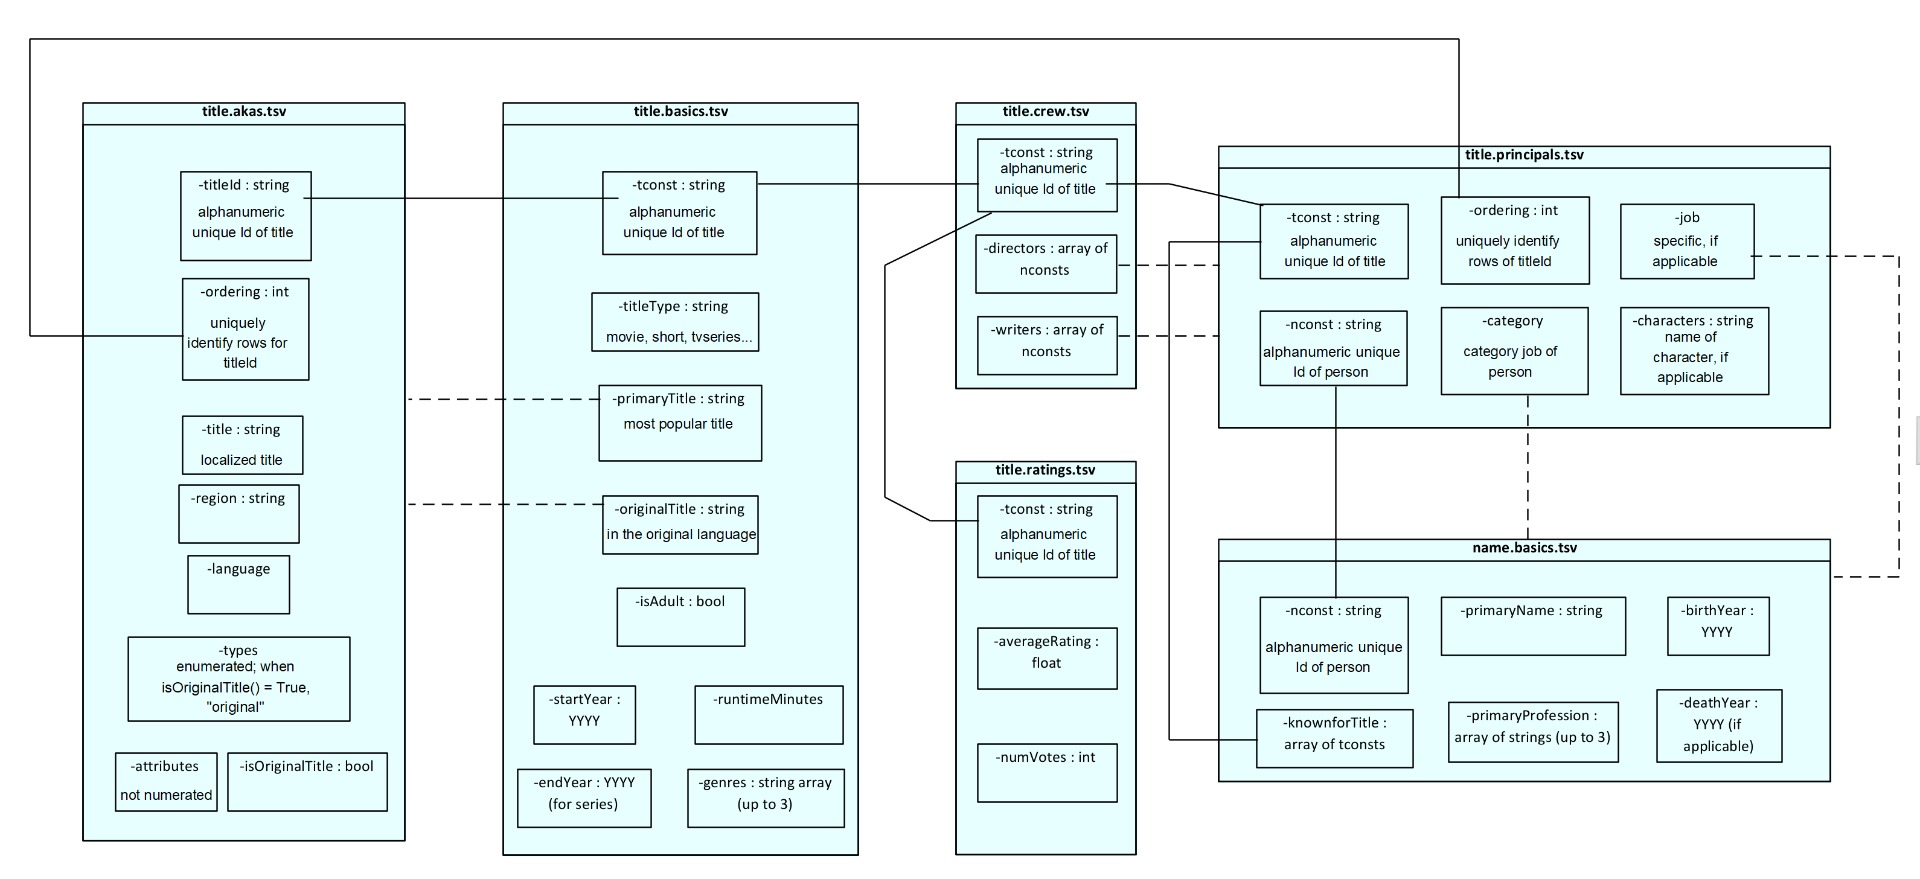 title.akas.tsv
-titleId : string
alphanumeric
unique Id of title
-ordering : int
uniquely
identify rows for
titleId
-title : string
localized title
-region : string
-language
-types
enumerated; when
isOriginalTitle() = True,
"original"
-attributes
not numerated
-isOriginalTitle : bool
title.basics.tsv
-tconst : string
alphanumeric
unique Id of title
-titleType : string
movie, short, tvseries...
-primaryTitle : string
most popular title
-originalTitle : string
in the original language
-isAdult : bool
-startYear :
YYYY
-runtimeMinutes
-endYear : YYYY
(for series)
-genres : string array
(up to 3)
title.crew.tsv
-tconst : string
alphanumeric
unique Id of title
-directors : array of
nconsts
-writers : array of
nconsts
title.ratings.tsv
-tconst : string
alphanumeric
unique Id of title
-averageRating :
float
-numVotes : int
title.principals.tsv
-tconst : string
alphanumeric
unique Id of title
-ordering : int
uniquely identify
rows of titleId
-job
specific, if
applicable
-nconst : string
alphanumeric unique
Id of person
-category
category job of
person
-characters : string
name of
character, if
applicable
name.basics.tsv
-nconst : string
alphanumeric unique
Id of person
-primaryName : string
-birthYear :
YYYY
-knownforTitle :
array of tconsts
-primaryProfession :
array of strings (up to 3)
-deathYear :
YYYY (if
applicable)